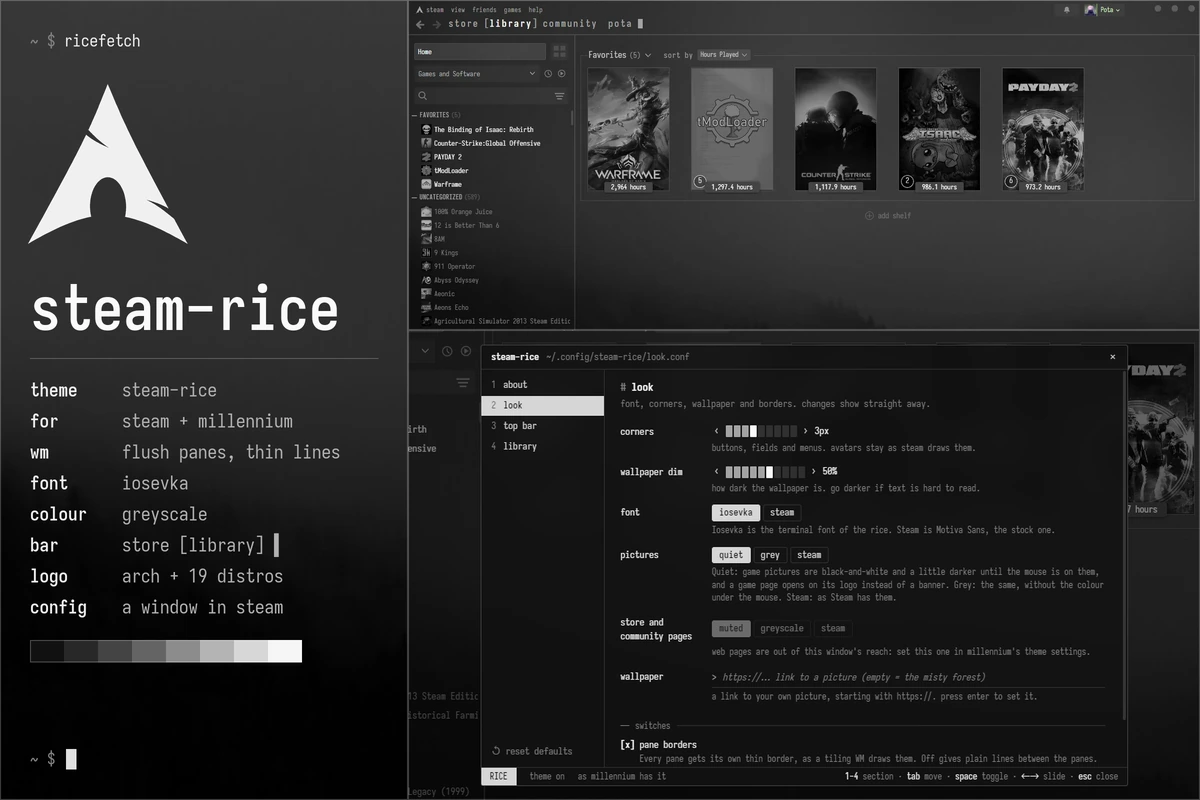 ~ $ ricefetch
steam-rice
theme steam-rice
for steam + millennium
wm flush panes, thin lines
font iosevka
colour greyscale
bar store [library]
logo arch + 19 distros
config a window in steam
~ $
steam view friends games help
Pota
store [library] community pota
Home
Games and Software
— FAVORITES (5)
The Binding of Isaac: Rebirth
Counter-Strike:Global Offensive
PAYDAY 2
tModLoader
Warframe
— UNCATEGORIZED (589)
100% Orange Juice
12 is Better Than 6
8AM
9 Kings
911 Operator
Abyss Odyssey
Aeonic
Aeons Echo
Agricultural Simulator 2013 Steam Editic
Favorites (5) sort by Hours Played
WARFRAME
2,964 hours
tModLoader
5 1,297.4 hours
COUNTER STRIKE
1,117.9 hours
ISAAC
2 986.1 hours
PAYDAY 2
6 973.2 hours
+ add shelf
irth
ensive
13 Steam Editic
istorical Farmi
Legacy (1999)
YDAY2
7 hours
steam-rice ~/.config/steam-rice/look.conf ×
1 about
2 look
3 top bar
4 library
reset defaults
# look
font, corners, wallpaper and borders. changes show straight away.
corners ‹ › 3px
buttons, fields and menus. avatars stay as steam draws them.
wallpaper dim ‹ › 50%
how dark the wallpaper is. go darker if text is hard to read.
font iosevka steam
Iosevka is the terminal font of the rice. Steam is Motiva Sans, the stock one.
pictures quiet grey steam
Quiet: game pictures are black-and-white and a little darker until the mouse is on them,
and a game page opens on its logo instead of a banner. Grey: the same, without the colour
under the mouse. Steam: as Steam has them.
store and
community pages muted greyscale steam
web pages are out of this window's reach: set this one in millennium's theme settings.
wallpaper > https://… link to a picture (empty = the misty forest)
a link to your own picture, starting with https://. press enter to set it.
— switches
[x] pane borders
Every pane gets its own thin border, as a tiling WM draws them. Off gives plain lines between the panes.
RICE theme on as millennium has it
1-4 section · tab move · space toggle · ←→ slide · esc close